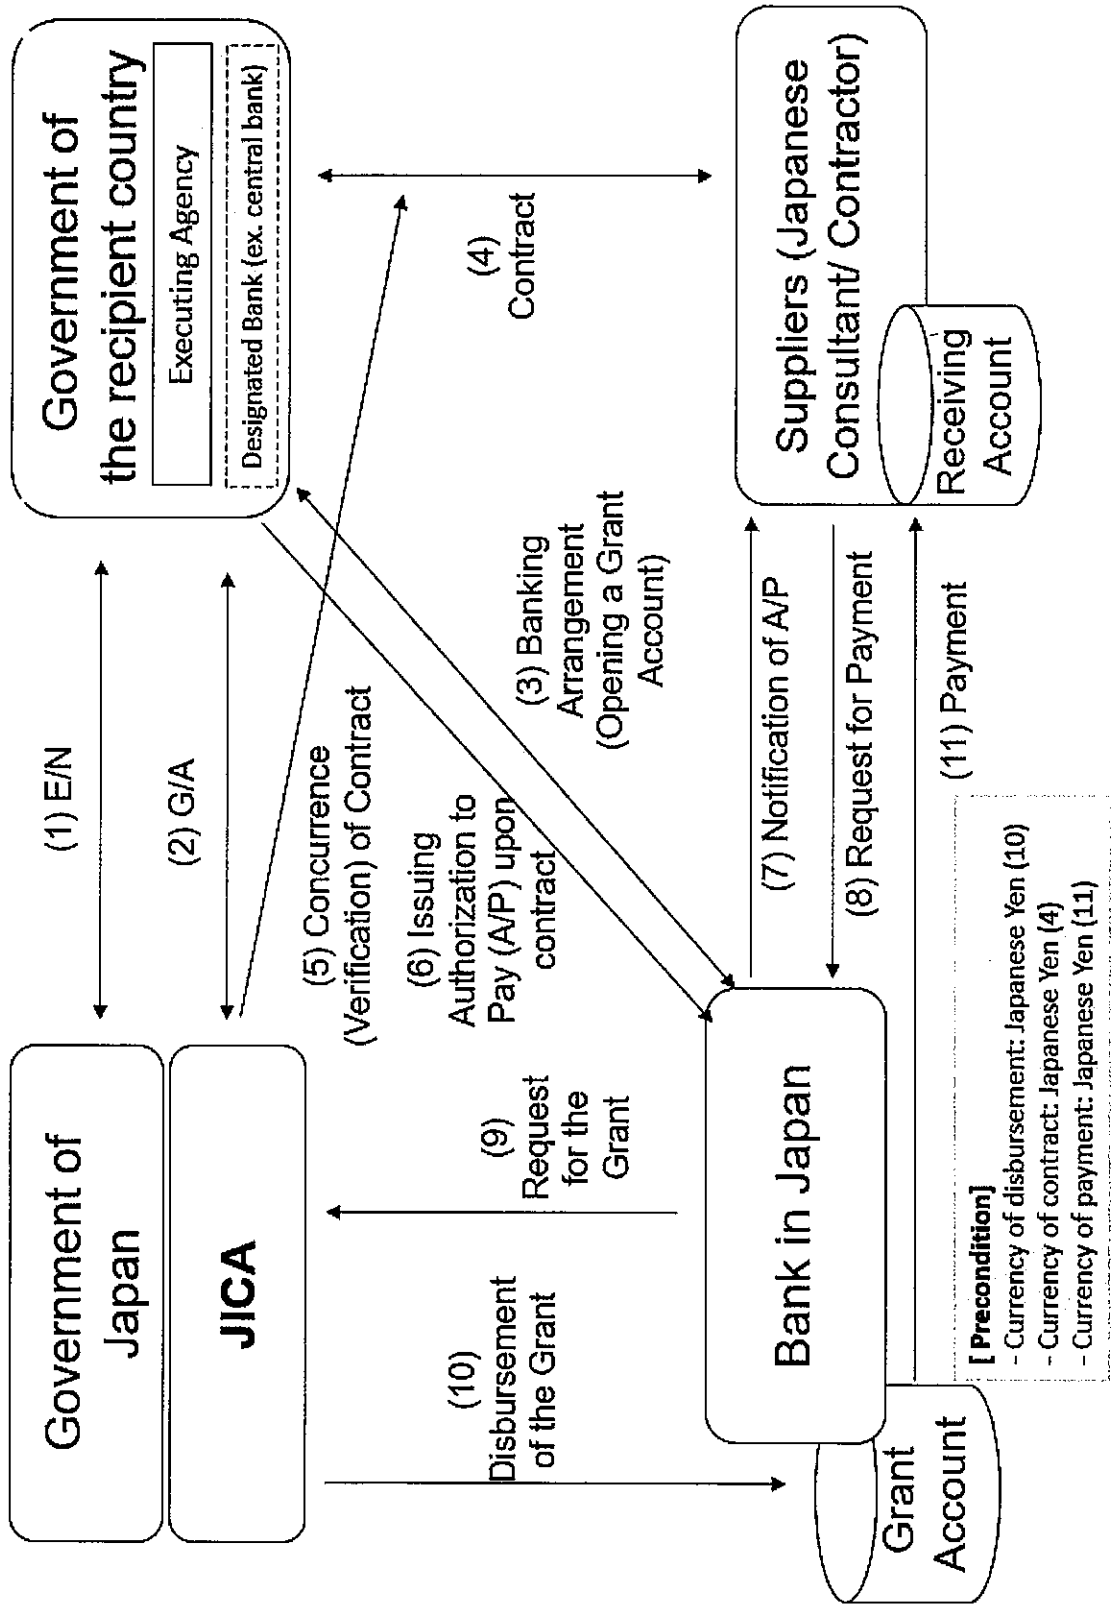 Government of
Japan
JICA
(1) E/N
(2) G/A
Government of
the recipient country
Executing Agency
Designated Bank (ex. central bank)
(5) Concurrence
(Verification) of Contract
(6) Issuing
Authorization to
Pay (A/P) upon
contract
(3) Banking
Arrangement
(Opening a Grant
Account)
(4)
Contract
(9)
Request
for the
Grant
(10)
Disbursement
of the Grant
Bank in Japan
Grant
Account
(7) Notification of A/P
(8) Request for Payment
(11) Payment
Suppliers (Japanese
Consultant/ Contractor)
Receiving
Account
[ Precondition]
- Currency of disbursement: Japanese Yen (10)
- Currency of contract: Japanese Yen (4)
- Currency of payment: Japanese Yen (11)